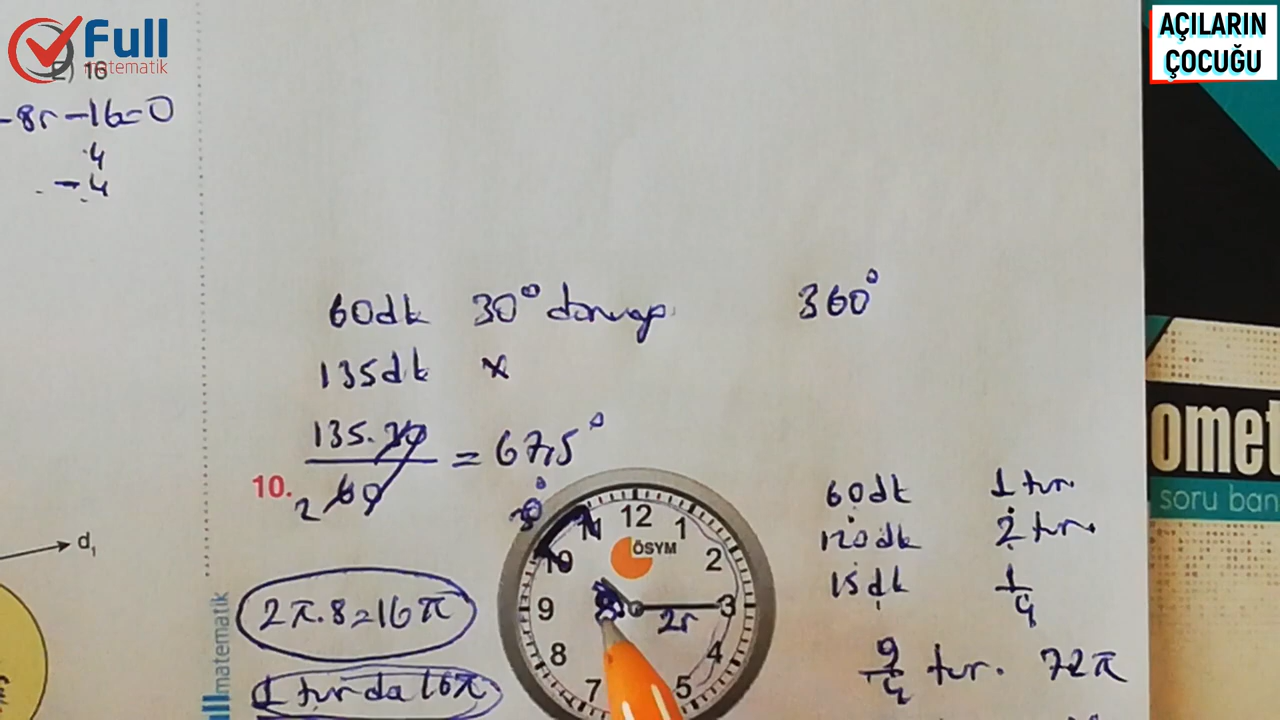 Full
matematik
E) 16
-8r-16=0
4
-4
AÇILARIN
ÇOCUĞU
60dk 30° 360°
135dk x
135.30
2 60
= 67,5°
10.
30°
12
11 1
10 2
9 3
8 4
7 5
ÖSYM
8
2r
d1
2π.8=16π
1 turda 16π
full matematik
60dk 1 tur
120dk 2 tur.
15dk 1/4
9/4 tur. 72π
omet
soru ban